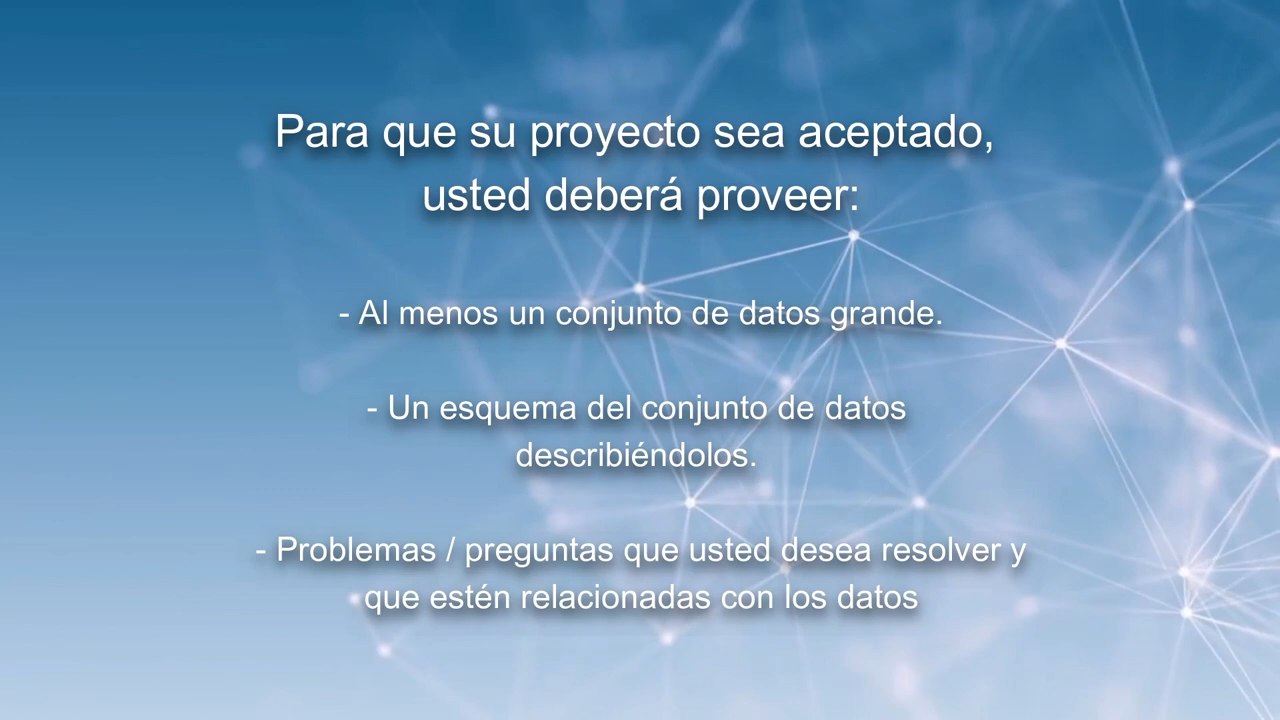 Para que su proyecto sea aceptado,
usted deberá proveer:
- Al menos un conjunto de datos grande.
- Un esquema del conjunto de datos
describiéndolos.
- Problemas / preguntas que usted desea resolver y
que estén relacionadas con los datos